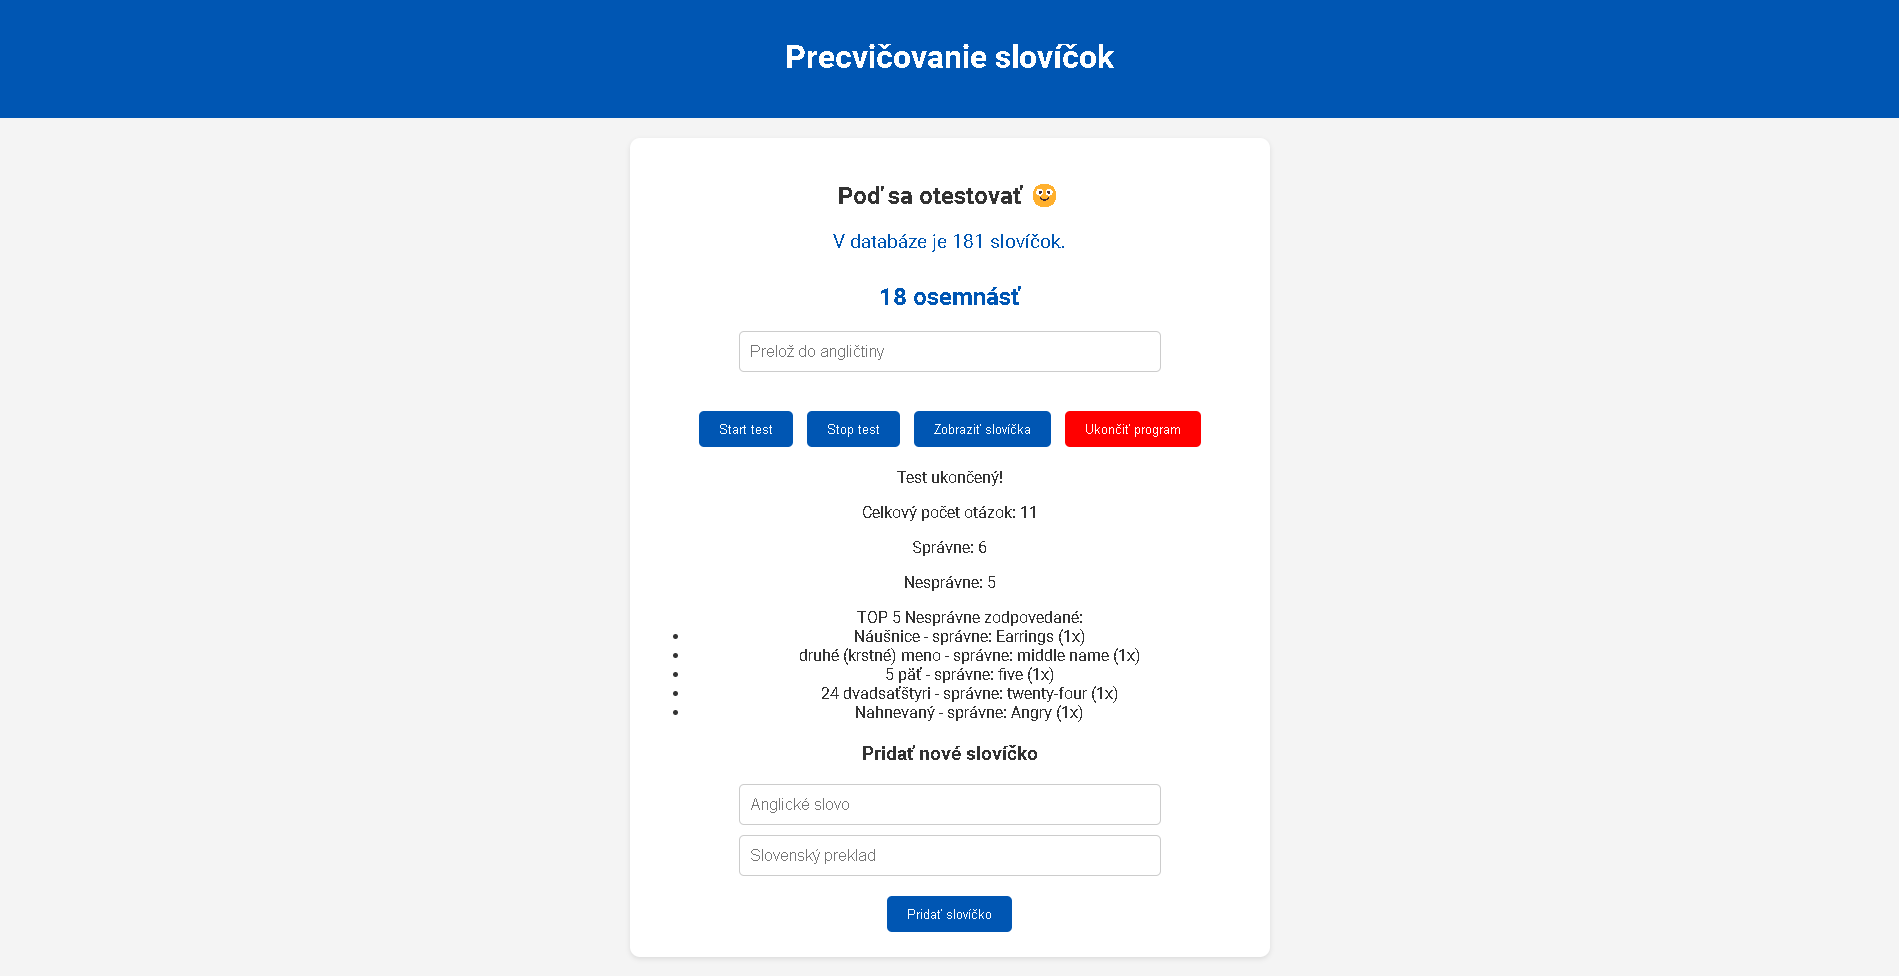 Precvičovanie slovíčok
Poď sa otestovať
V databáze je 181 slovíčok.
18 osemnásť
Prelož do angličtiny
Start test
Stop test
Zobraziť slovíčka
Ukončiť program
Test ukončený!
Celkový počet otázok: 11
Správne: 6
Nesprávne: 5
TOP 5 Nesprávne zodpovedané:
Náušnice - správne: Earrings (1x)
druhé (krstné) meno - správne: middle name (1x)
5 päť - správne: five (1x)
24 dvadsaťštyri - správne: twenty-four (1x)
Nahnevaný - správne: Angry (1x)
Pridať nové slovíčko
Anglické slovo
Slovenský preklad
Pridať slovíčko